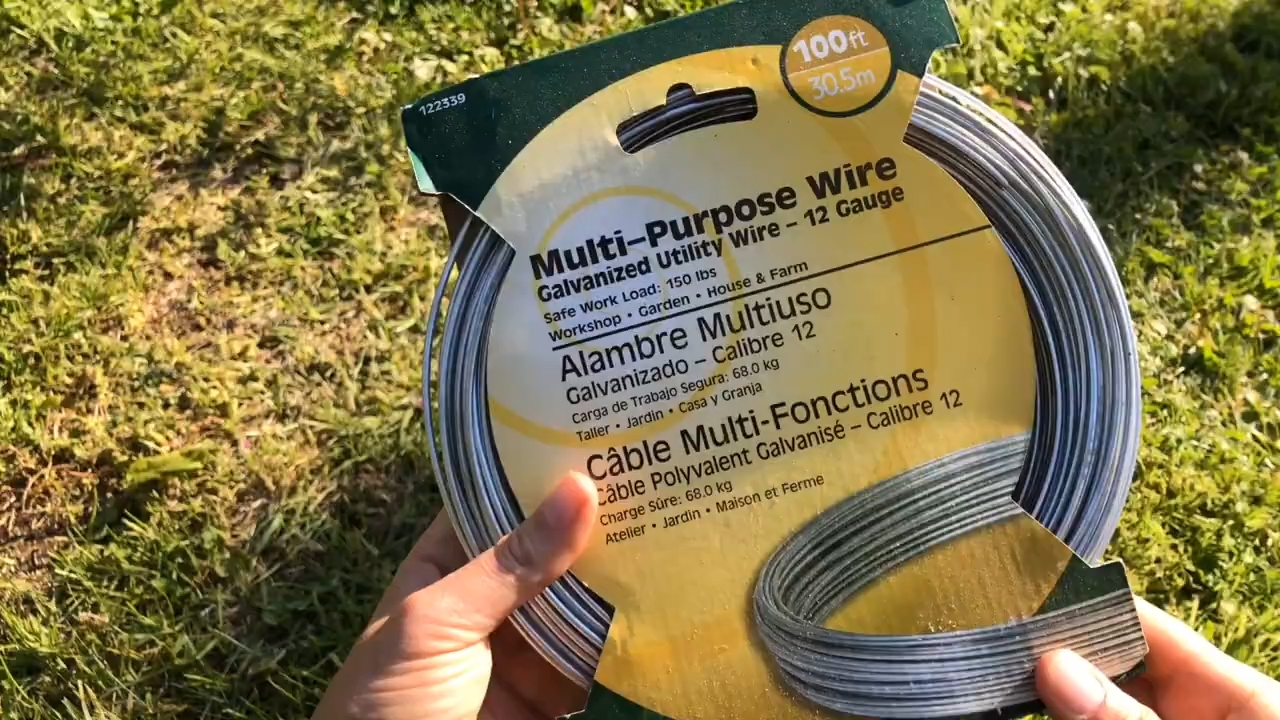 122339
100ft
30.5m
Multi-Purpose Wire
Galvanized Utility Wire – 12 Gauge
Safe Work Load: 150 lbs
Workshop • Garden • House & Farm
Alambre Multiuso
Galvanizado – Calibre 12
Carga de Trabajo Segura: 68.0 kg
Taller • Jardin • Casa y Granja
Câble Multi-Fonctions
Câble Polyvalent Galvanisé – Calibre 12
Charge sûre: 68.0 kg
Atelier • Jardin • Maison et Ferme